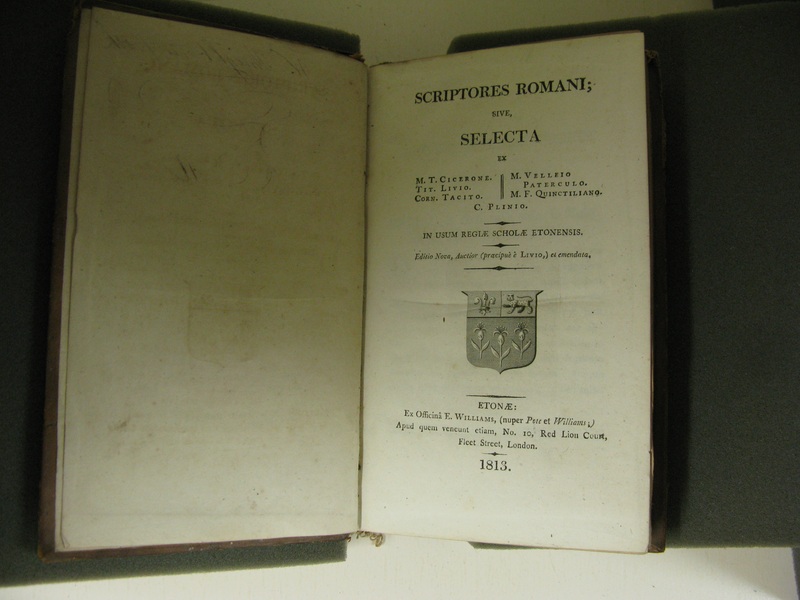 SCRIPTORES ROMANI;
SIVE,
SELECTA
EX
M. T. CICERONE.
TIT. LIVIO.
CORN. TACITO.
M. VELLEIO
PATERCULO.
M. F. QUINCTILIANO.
C. PLINIO.
IN USUM REGIÆ SCHOLÆ ETONENSIS.
Editio Nova, Auctior (præcipuè è LIVIO,) et emendata.
ETONÆ:
Ex Officinâ E. WILLIAMS, (nuper Pote et Williams;)
Apud quem veneunt etiam, No. 10, Red Lion Court,
Fleet Street, London.
1813.